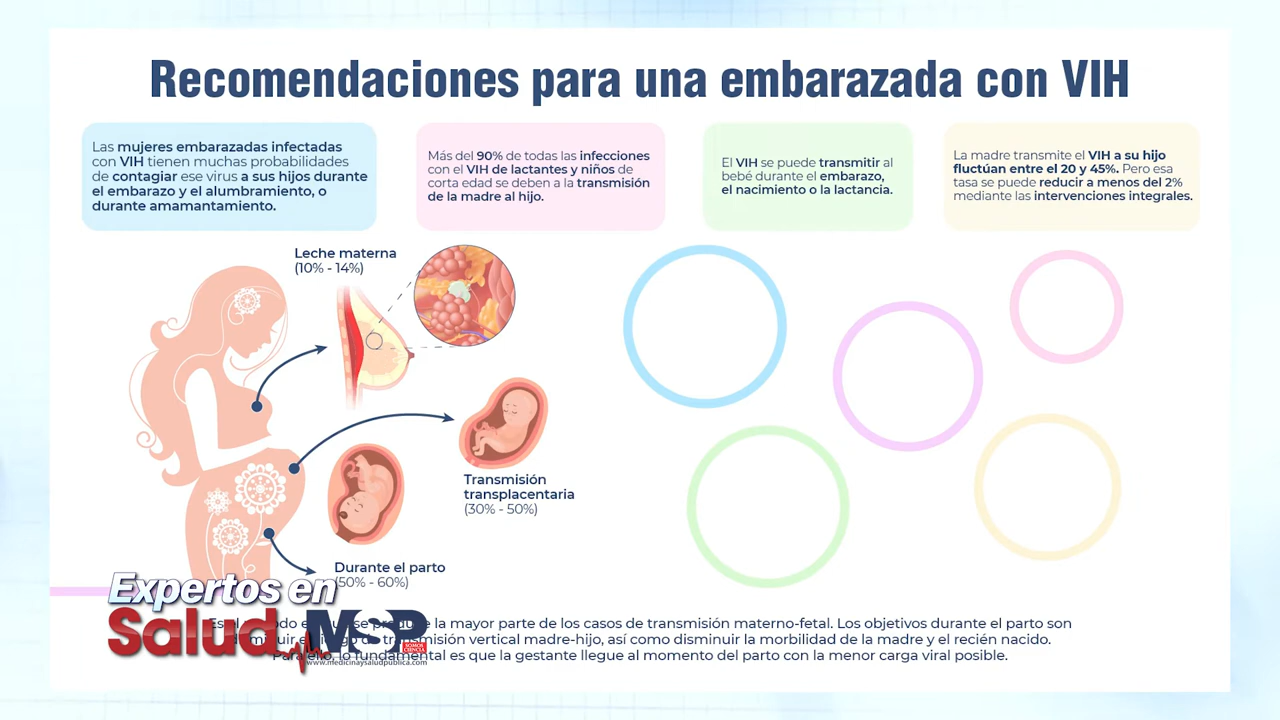 Recomendaciones para una embarazada con VIH
Las mujeres embarazadas infectadas
con VIH tienen muchas probabilidades
de contagiar ese virus a sus hijos durante
el embarazo y el alumbramiento, o
durante amamantamiento.
Más del 90% de todas las infecciones
con el VIH de lactantes y niños de
corta edad se deben a la transmisión
de la madre al hijo.
El VIH se puede transmitir al
bebé durante el embarazo,
el nacimiento o la lactancia.
La madre transmite el VIH a su hijo
fluctúan entre el 20 y 45%. Pero esa
tasa se puede reducir a menos del 2%
mediante las intervenciones integrales.
Leche materna
(10% - 14%)
Transmisión
transplacentaria
(30% - 50%)
Durante el parto
(50% - 60%)
Expertos en
Salud
MSP
SOMOS
CIENCIA
www.medicinaysaludpublica.com
la mayor parte de los casos de transmisión materno-fetal. Los objetivos durante el parto son
transmisión vertical madre-hijo, así como disminuir la morbilidad de la madre y el recién nacido.
Para ello, lo fundamental es que la gestante llegue al momento del parto con la menor carga viral posible.